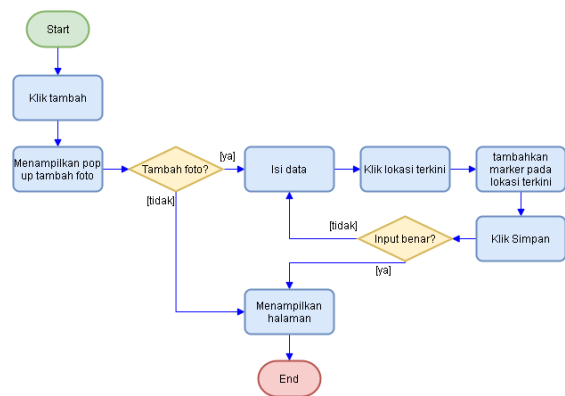 Start
Klik tambah
Menampilkan pop
up tambah foto
Tambah foto?
[ya]
[tidak]
Isi data
Klik lokasi terkini
tambahkan
marker pada
lokasi terkini
Klik Simpan
Input benar?
[tidak]
[ya]
Menampilkan
halaman
End